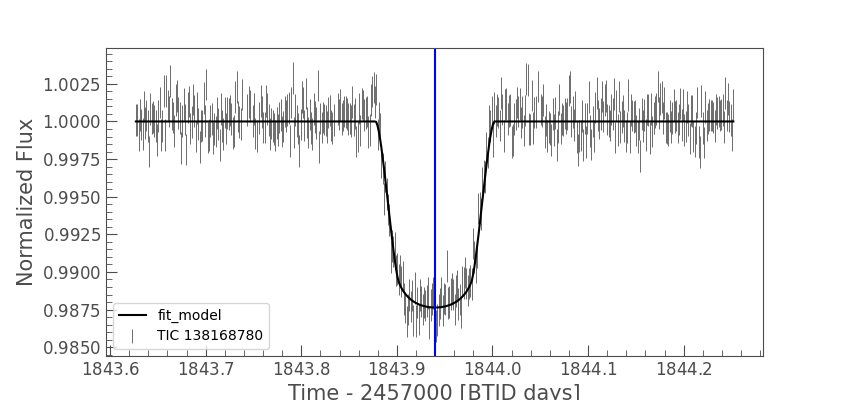 Normalized Flux
1.0025
1.0000
0.9975
0.9950
0.9925
0.9900
0.9875
0.9850
fit_model
TIC 138168780
1843.6 1843.7 1843.8 1843.9 1844.0 1844.1 1844.2
Time - 2457000 [BTJD days]